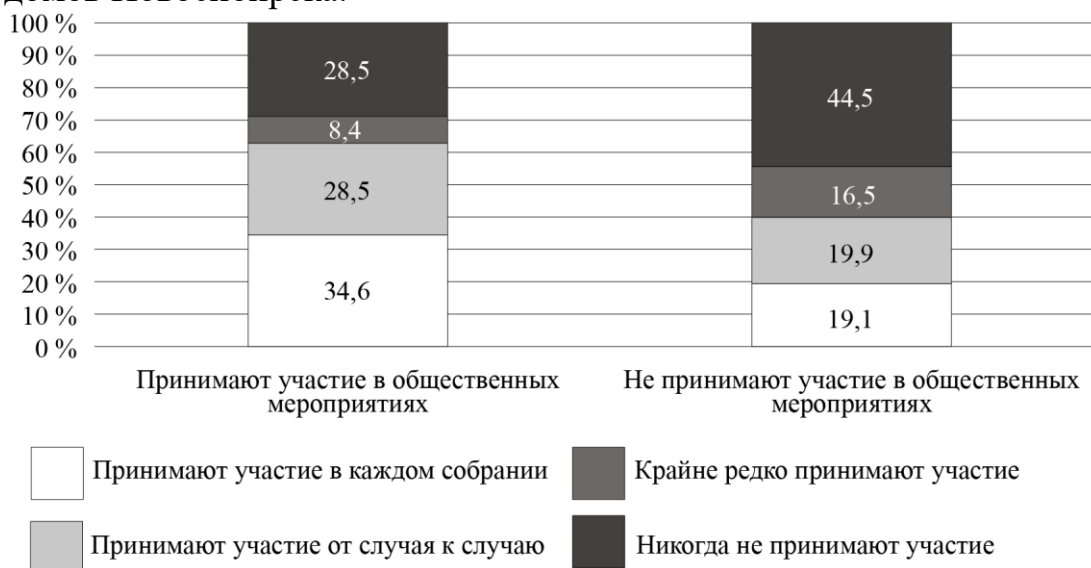 100 %
90 %
80 %
70 %
60 %
50 %
40 %
30 %
20 %
10 %
0 %
28,5
8,4
28,5
34,6
44,5
16,5
19,9
19,1
Принимают участие в общественных
мероприятиях
Не принимают участие в общественных
мероприятиях
Принимают участие в каждом собрании
Крайне редко принимают участие
Принимают участие от случая к случаю
Никогда не принимают участие